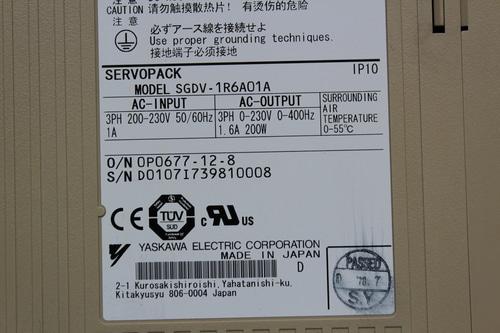 CAUTION 请勿触摸散热片! 有烫伤的危险
注 意
必ずアース線を接続せよ
Use proper grounding techniques.
接地端子必须接地
SERVOPACK IP10
MODEL SGDV-1R6A01A
AC-INPUT AC-OUTPUT SURROUNDING AIR TEMPERATURE 0-55℃
3PH 200-230V 50/60Hz 3PH 0-230V 0-400Hz
1A 1.6A 200W
O/N OP0677-12-8
S/N D0107I739810008
CE TÜV SÜD c UR US
YASKAWA ELECTRIC CORPORATION
MADE IN JAPAN
D
2-1 Kurosakishiroishi, Yahatanishi-ku,
Kitakyusyu 806-0004 Japan
PASSED
S.Y